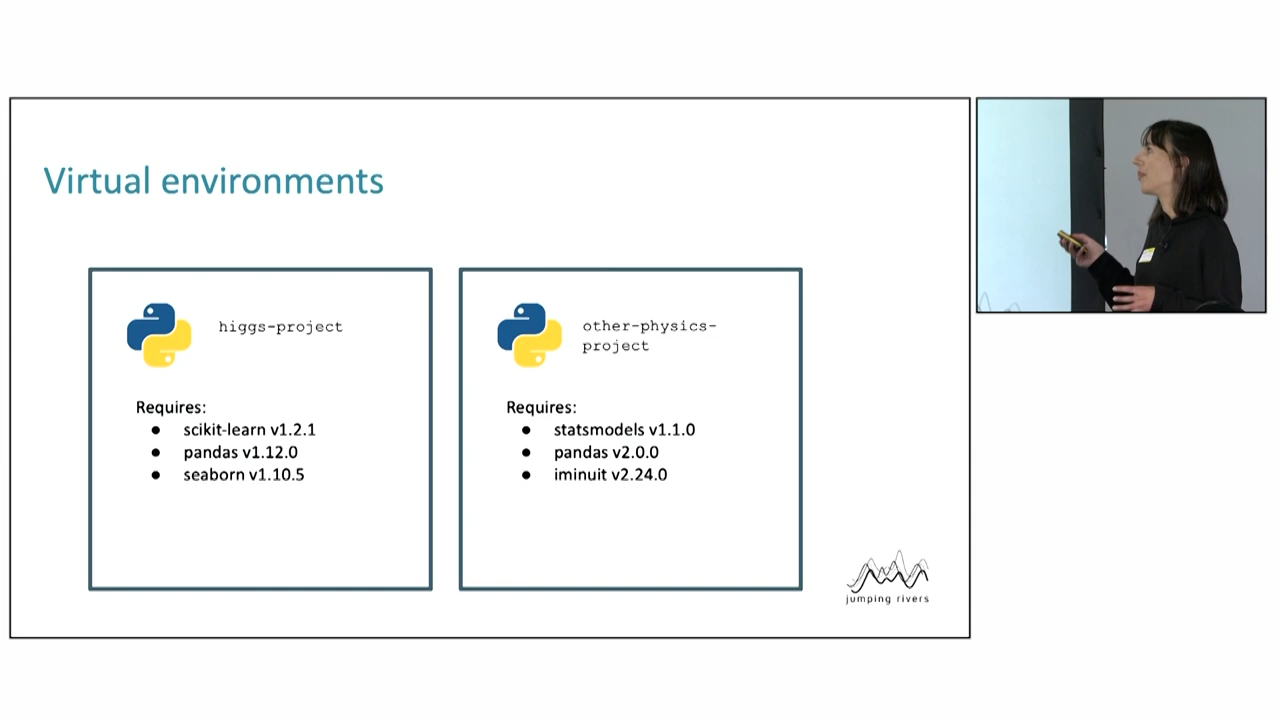 Virtual environments
higgs-project
Requires:
● scikit-learn v1.2.1
● pandas v1.12.0
● seaborn v1.10.5
other-physics-
project
Requires:
● statsmodels v1.1.0
● pandas v2.0.0
● iminuit v2.24.0
jumping rivers